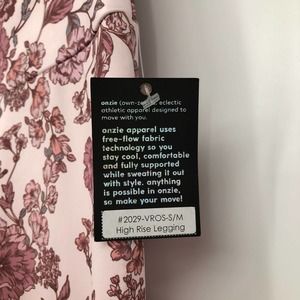 onzie (own-zee), eclectic
athletic apparel designed to
move with you.
onzie apparel uses
free-flow fabric
technology so you
stay cool, comfortable
and fully supported
while sweating it out
with style. anything
is possible in onzie,
so make your move!
#2029-VROS-S/M
High Rise Legging